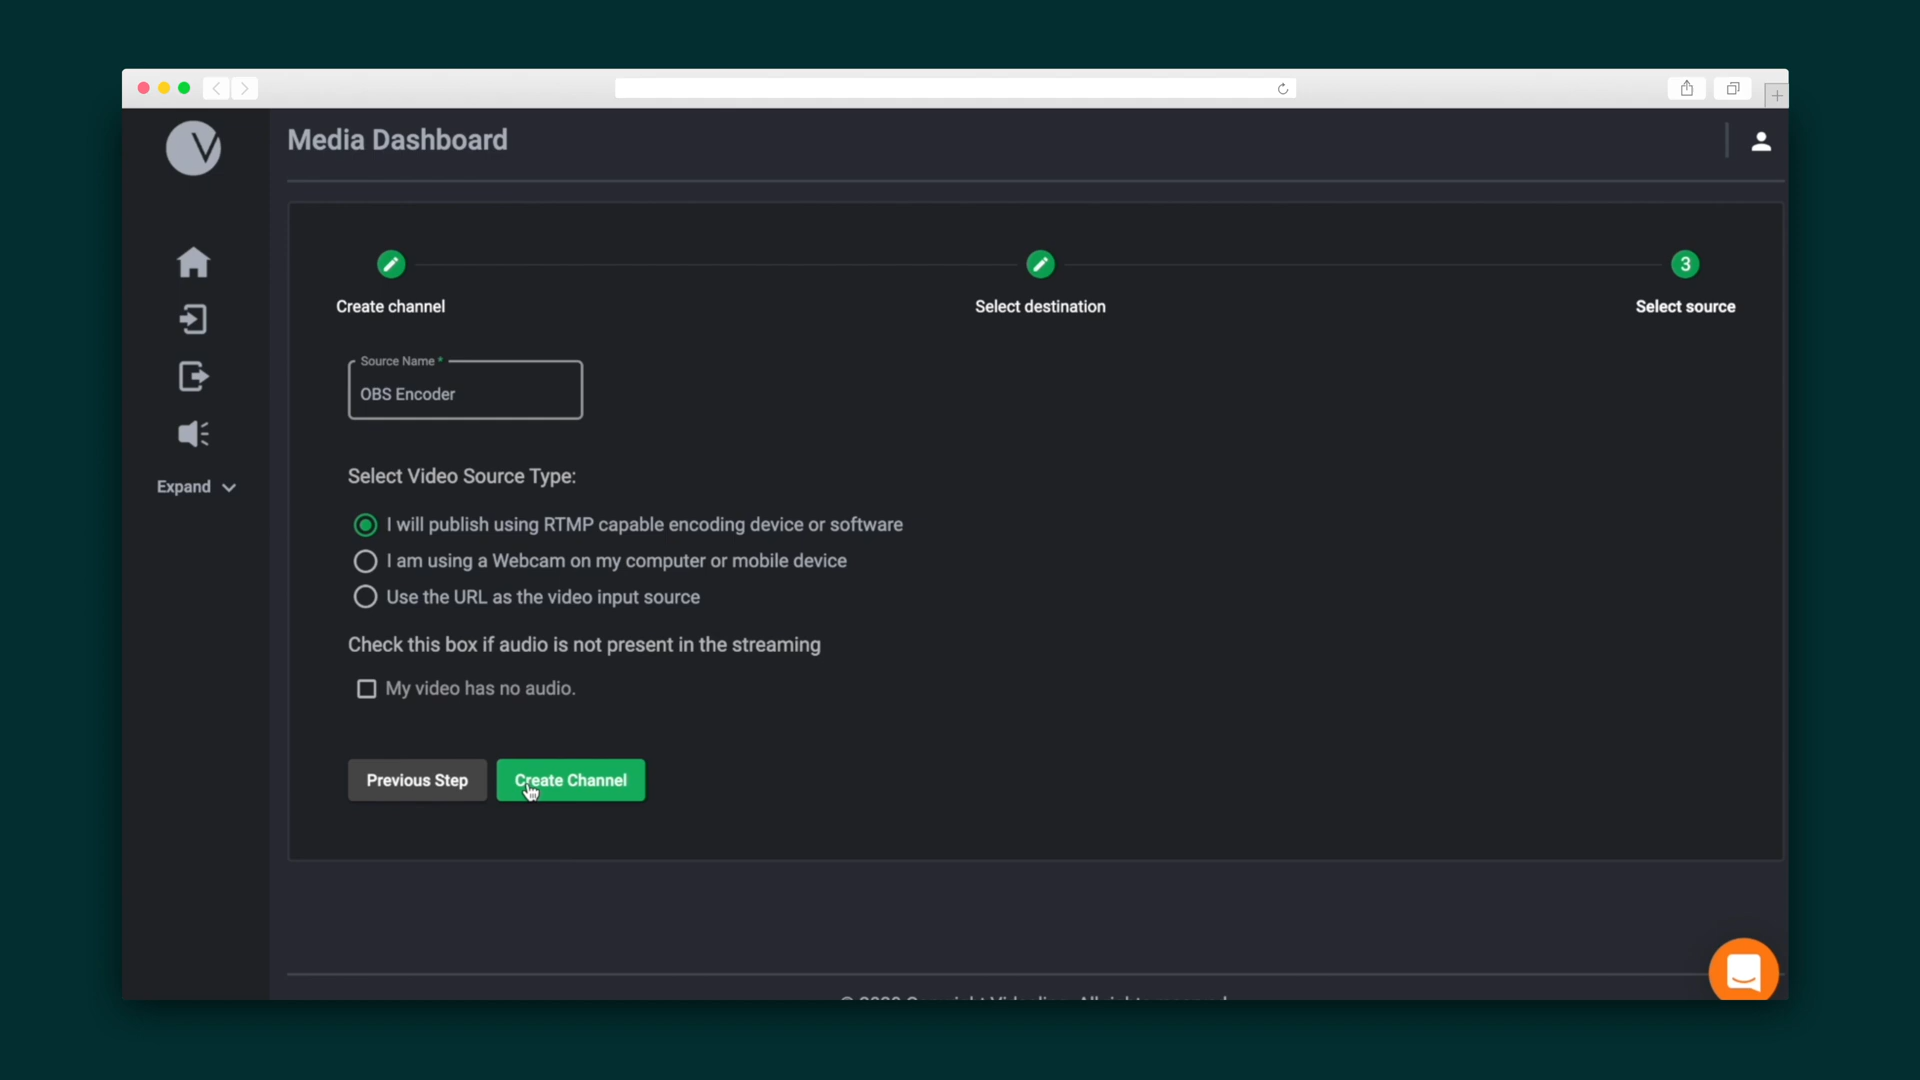 Media Dashboard
3
Create channel
Select destination
Select source
Source Name *
OBS Encoder
Expand
Select Video Source Type:
I will publish using RTMP capable encoding device or software
I am using a Webcam on my computer or mobile device
Use the URL as the video input source
Check this box if audio is not present in the streaming
My video has no audio.
Previous Step
Create Channel